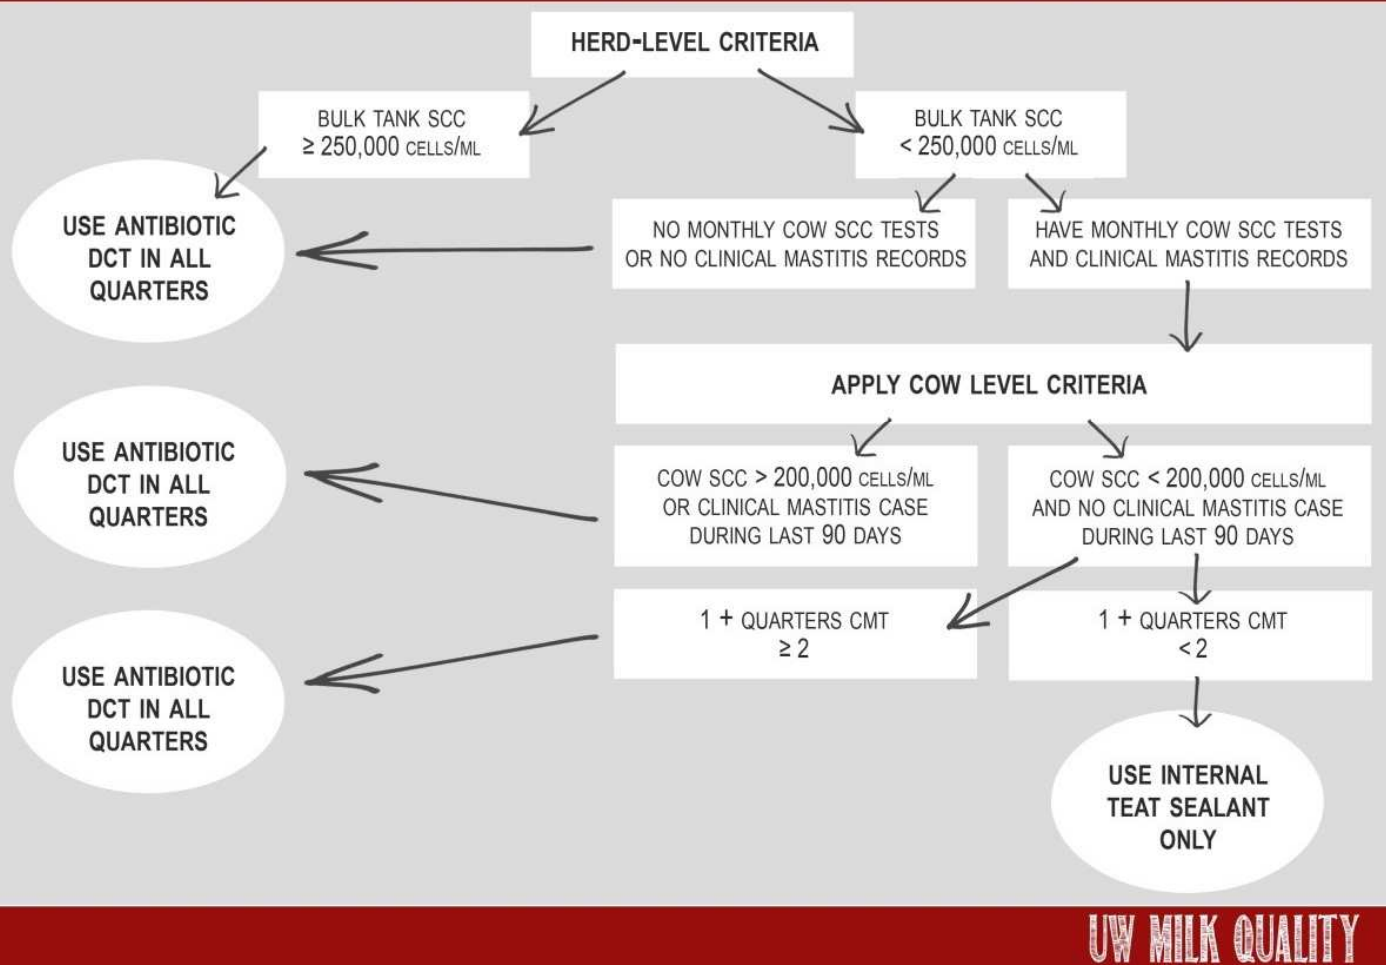 HERD-LEVEL CRITERIA
BULK TANK SCC
≥ 250,000 CELLS/ML
BULK TANK SCC
< 250,000 CELLS/ML
USE ANTIBIOTIC
DCT IN ALL
QUARTERS
NO MONTHLY COW SCC TESTS
OR NO CLINICAL MASTITIS RECORDS
HAVE MONTHLY COW SCC TESTS
AND CLINICAL MASTITIS RECORDS
APPLY COW LEVEL CRITERIA
USE ANTIBIOTIC
DCT IN ALL
QUARTERS
COW SCC > 200,000 CELLS/ML
OR CLINICAL MASTITIS CASE
DURING LAST 90 DAYS
COW SCC < 200,000 CELLS/ML
AND NO CLINICAL MASTITIS CASE
DURING LAST 90 DAYS
USE ANTIBIOTIC
DCT IN ALL
QUARTERS
1 + QUARTERS CMT
≥ 2
1 + QUARTERS CMT
< 2
USE INTERNAL
TEAT SEALANT
ONLY
UW MILK QUALITY